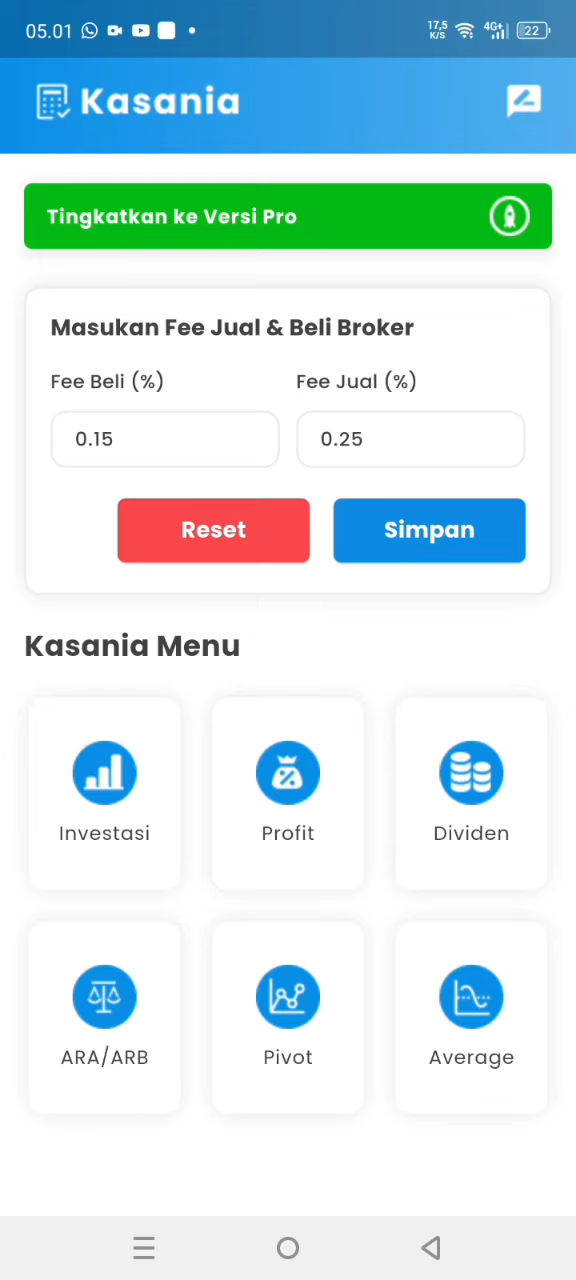 05.01
17,5
K/S
4G+
22
Kasania
Tingkatkan ke Versi Pro
Masukan Fee Jual & Beli Broker
Fee Beli (%) Fee Jual (%)
0.15 0.25
Reset Simpan
Kasania Menu
Investasi Profit Dividen
ARA/ARB Pivot Average